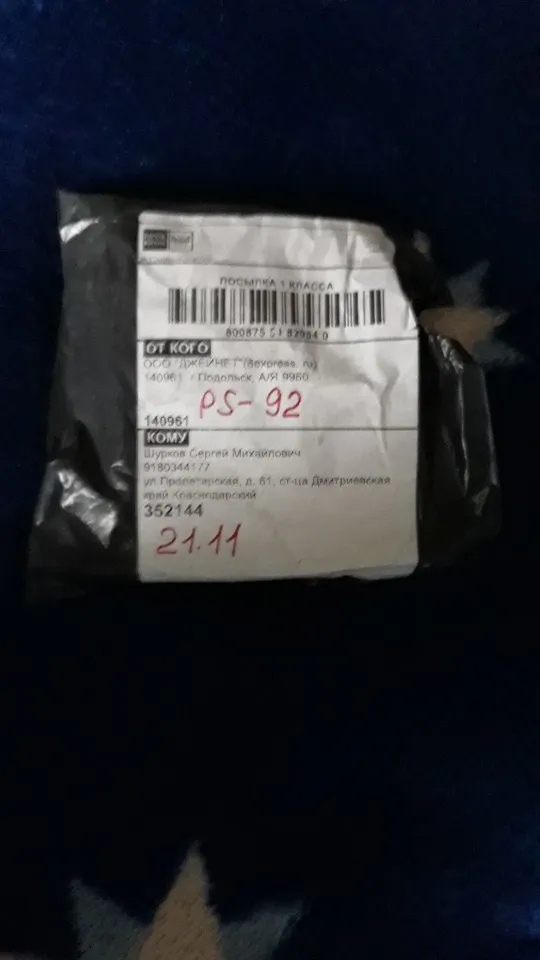 ПОСЫЛКА 1 КЛАССА
800875 51 82984 0
ОТ КОГО
ООО "ДЖЕЙНЕТ"
140961, г Подольск, А/Я 9960
PS-92
140961
КОМУ
Шурков Сергей Михайлович
9180344177
ул Пролетарская, д. 61, ст-ца Дмитриевская
край Краснодарский
352144
21.11